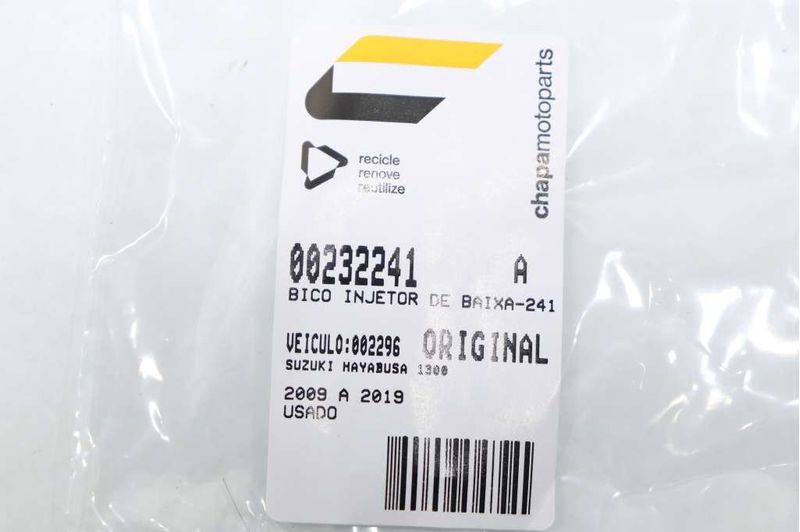 chapamotoparts
recicle
renove
reutilize
00232241 A
BICO INJETOR DE BAIXA-241
VEICULO:002296 ORIGINAL
SUZUKI HAYABUSA 1300
2009 A 2019
USADO